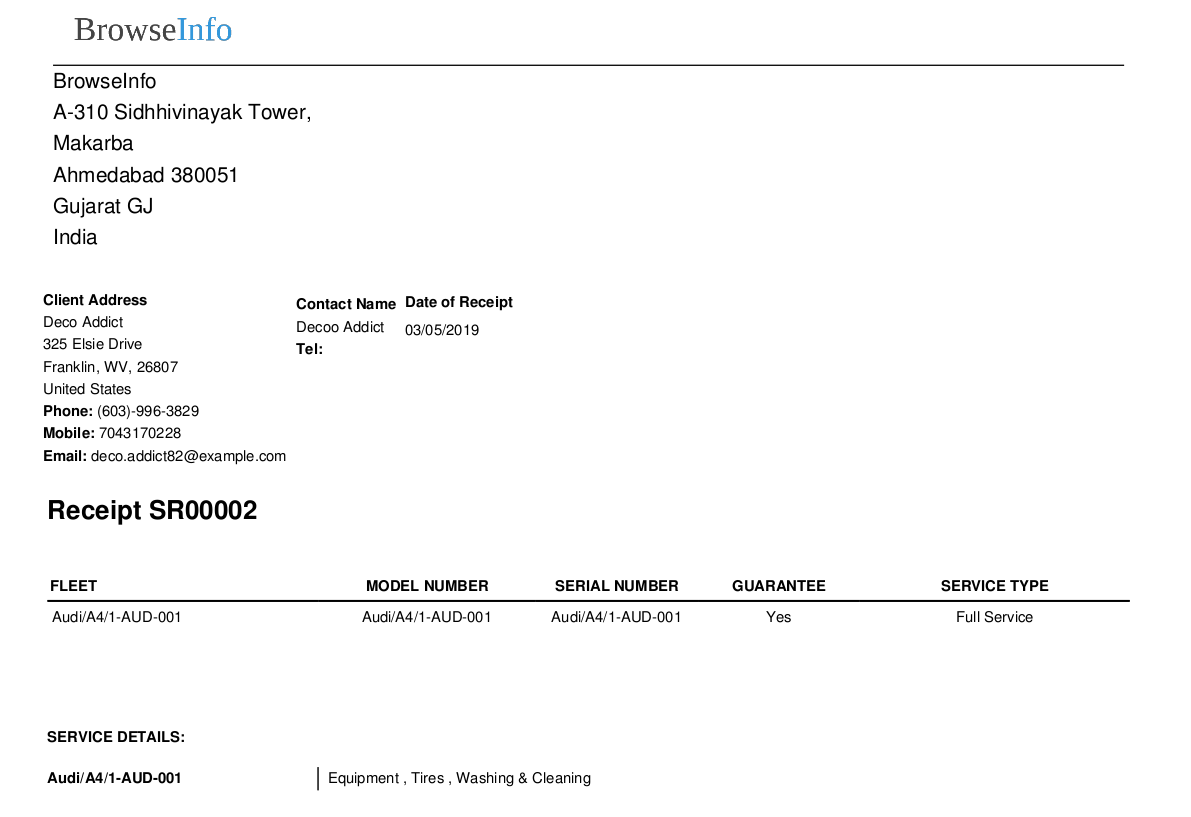 BrowseInfo
BrowseInfo
A-310 Sidhhivinayak Tower,
Makarba
Ahmedabad 380051
Gujarat GJ
India
Client Address
Deco Addict
325 Elsie Drive
Franklin, WV, 26807
United States
Phone: (603)-996-3829
Mobile: 7043170228
Email: deco.addict82@example.com
Contact Name
Decoo Addict
Tel:
Date of Receipt
03/05/2019
Receipt SR00002
FLEET MODEL NUMBER SERIAL NUMBER GUARANTEE SERVICE TYPE
Audi/A4/1-AUD-001 Audi/A4/1-AUD-001 Audi/A4/1-AUD-001 Yes Full Service
SERVICE DETAILS:
Audi/A4/1-AUD-001 Equipment , Tires , Washing & Cleaning